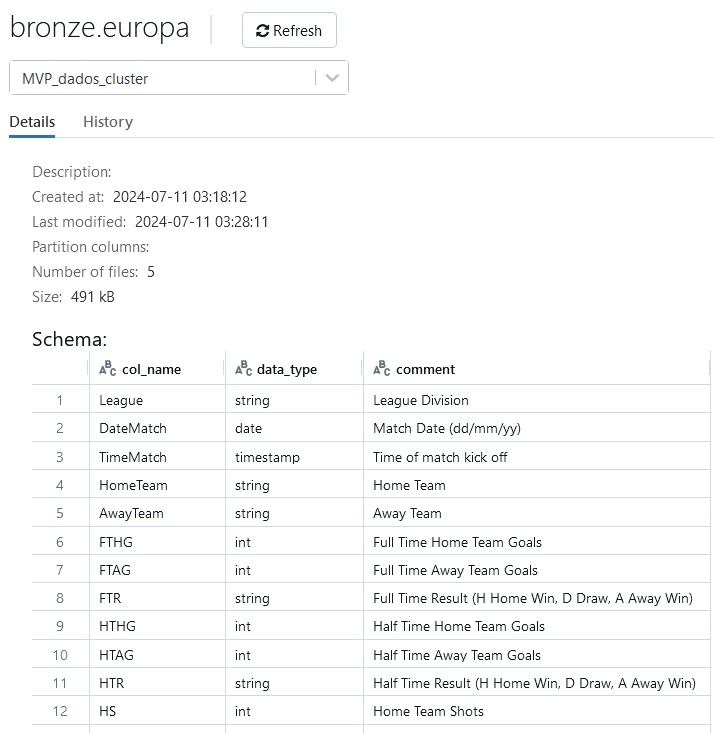 bronze.europa
Refresh
MVP_dados_cluster
Details History
Description:
Created at: 2024-07-11 03:18:12
Last modified: 2024-07-11 03:28:11
Partition columns:
Number of files: 5
Size: 491 kB
Schema:
ABC col_name ABC data_type ABC comment
1 League string League Division
2 DateMatch date Match Date (dd/mm/yy)
3 TimeMatch timestamp Time of match kick off
4 HomeTeam string Home Team
5 AwayTeam string Away Team
6 FTHG int Full Time Home Team Goals
7 FTAG int Full Time Away Team Goals
8 FTR string Full Time Result (H Home Win, D Draw, A Away Win)
9 HTHG int Half Time Home Team Goals
10 HTAG int Half Time Away Team Goals
11 HTR string Half Time Result (H Home Win, D Draw, A Away Win)
12 HS int Home Team Shots